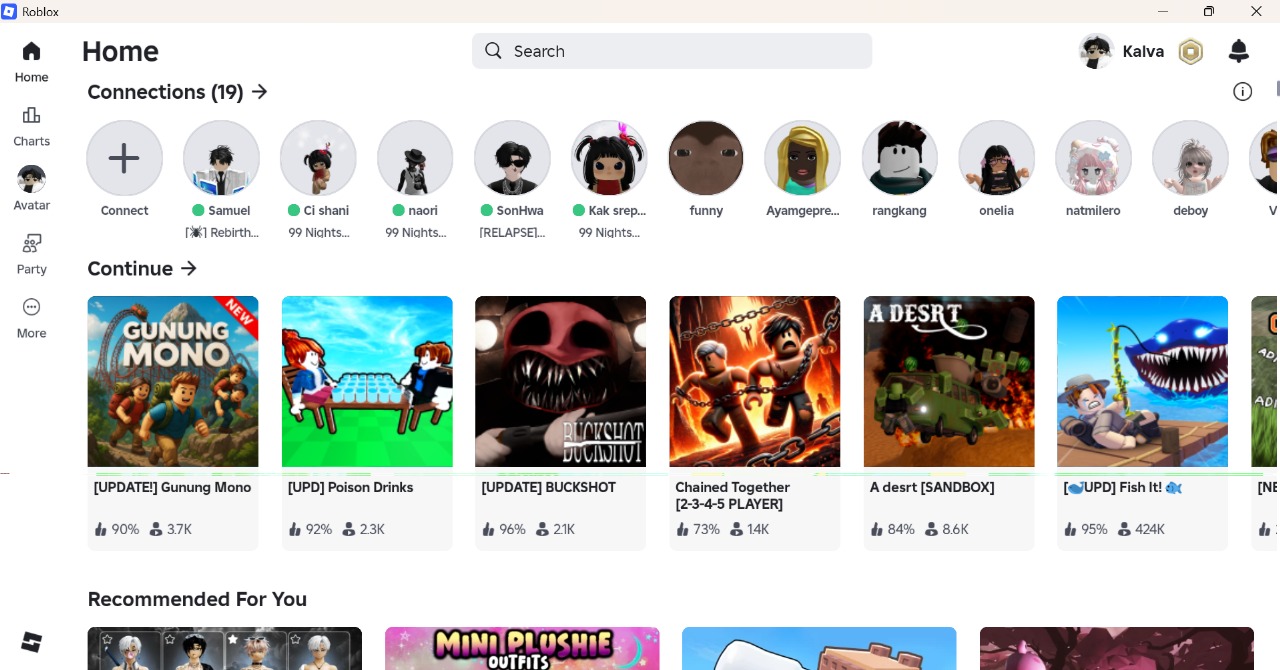 Roblox
Home
Search
Kalva
Home
Charts
Avatar
Party
More
Connections (19) →
Connect
Samuel
Ci shani
naori
SonHwa
Kak srep...
funny
Ayamgepre...
rangkang
onelia
natmilero
deboy
V
[🕷] Rebirth...
99 Nights...
99 Nights...
[RELAPSE]...
99 Nights...
Continue →
NEW
GUNUNG
MONO
BUCKSHOT
A DESRT
[UPDATE!] Gunung Mono
90% 3.7K
[UPD] Poison Drinks
92% 2.3K
[UPDATE] BUCKSHOT
96% 2.1K
Chained Together
[2-3-4-5 PLAYER]
73% 1.4K
A desrt [SANDBOX]
84% 8.6K
[🐳UPD] Fish It! 🐟
95% 424K
[NE
Recommended For You
MINI PLUSHIE
OUTFITS